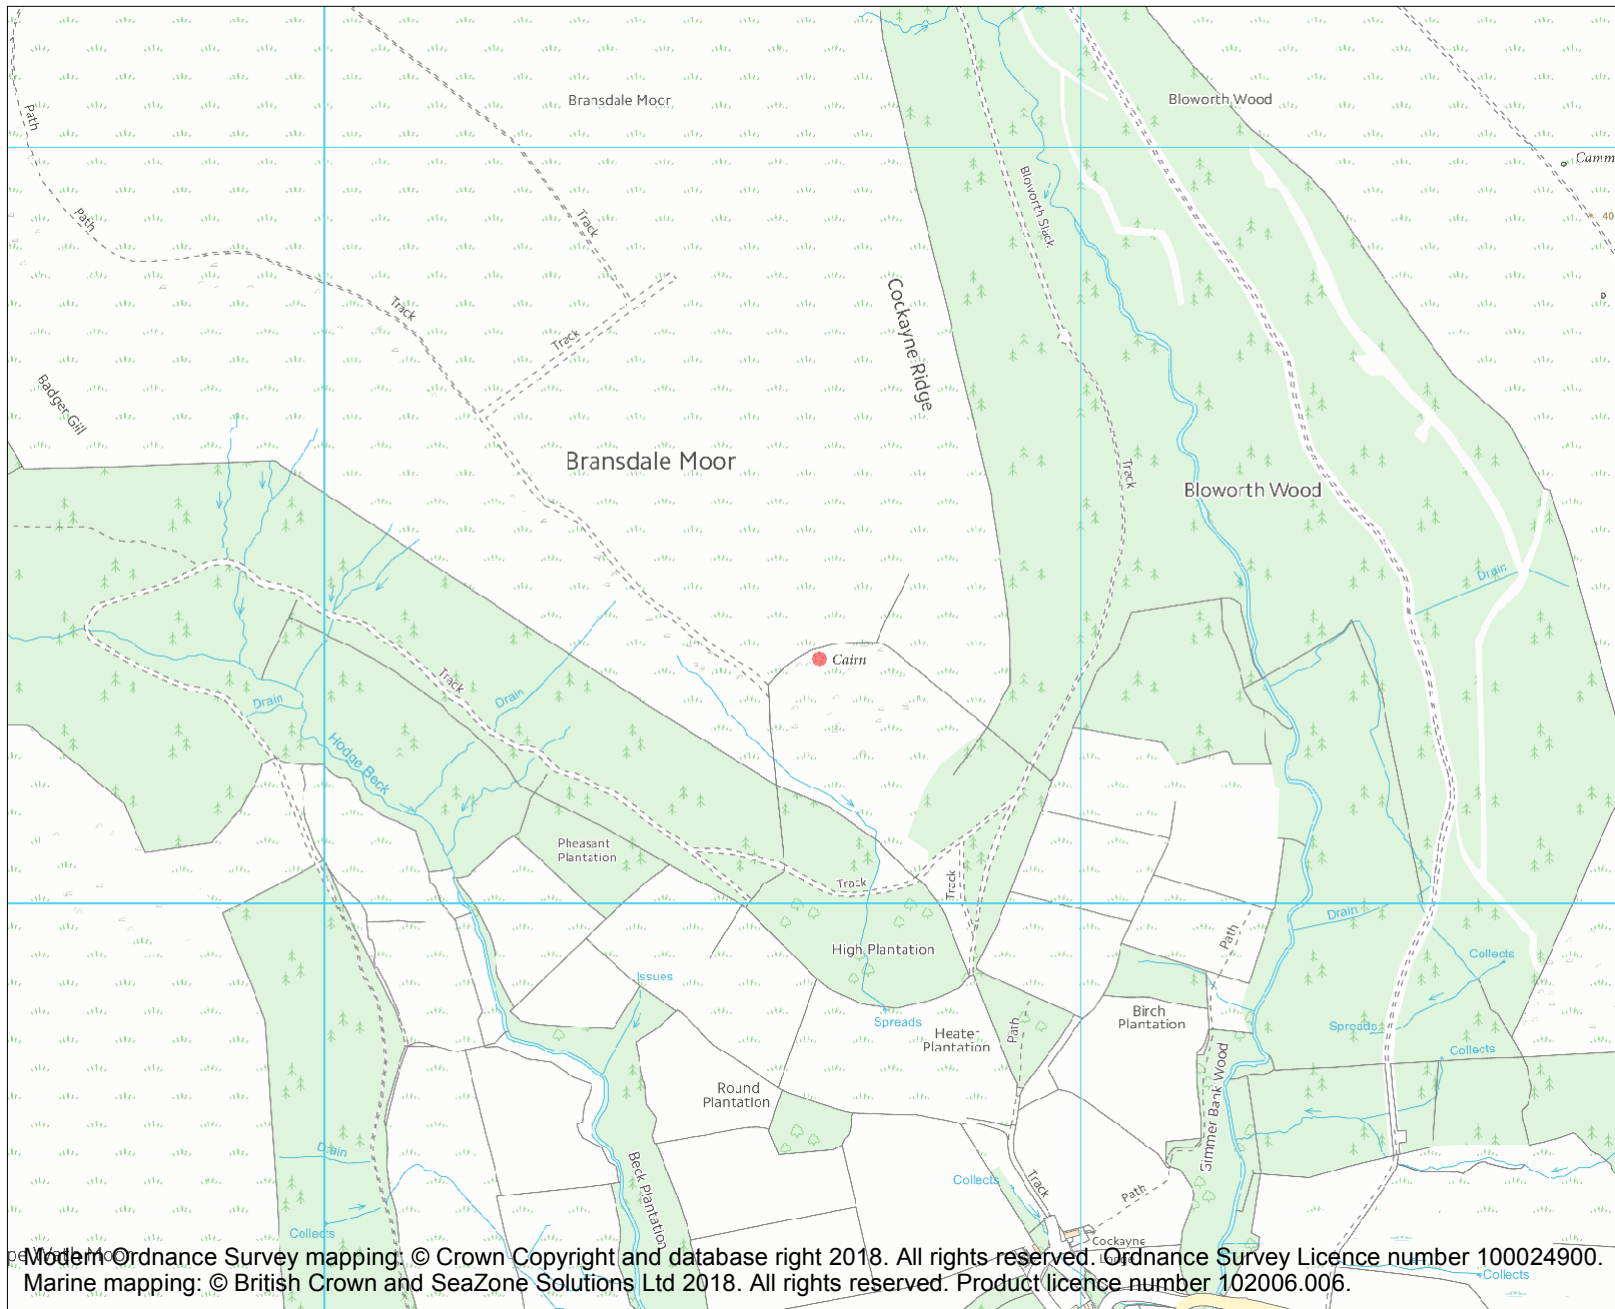 Bransdale Moor
Bloworth Wood
Path
Camm
Path
Track
Bloworth Slack
40
Track
Track
Cockayne Ridge
Badger Gill
Bransdale Moor
Track
Bloworth Wood
Drain
Cairn
Track
Drain
Drain
Hodge Beck
Pheasant
Plantation
Track
Track
Drain
High Plantation
Path
Collects
Issues
Birch
Plantation
Spreads
Heater
Plantation
Path
Spreads
Collects
Round
Plantation
Simmer Bank Wood
Drain
Beck Plantation
Collects
Track
Path
Collects
Cockayne
Lodge
Modern Ordnance Survey mapping: © Crown Copyright and database right 2018. All rights reserved. Ordnance Survey Licence number 100024900.
Marine mapping: © British Crown and SeaZone Solutions Ltd 2018. All rights reserved. Product licence number 102006.006.
Collects